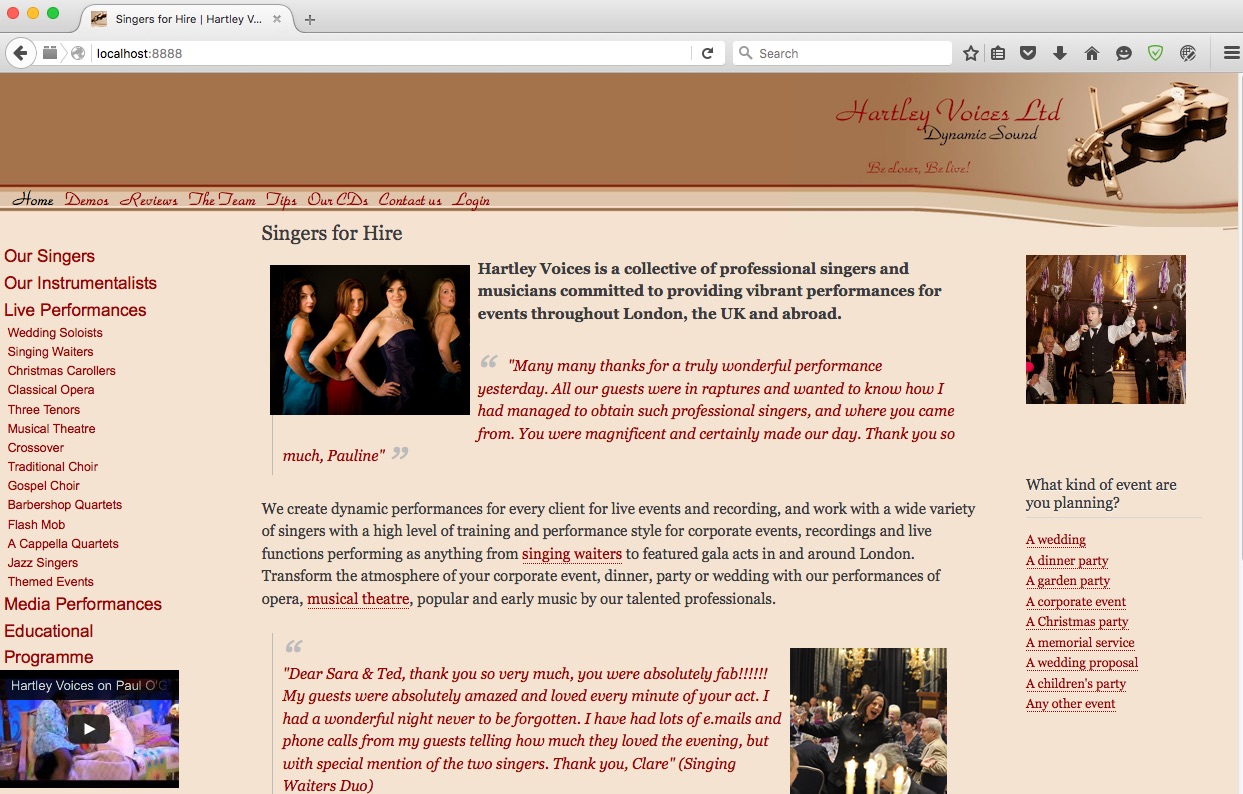 Singers for Hire | Hartley V...
localhost:8888
Search
Hartley Voices Ltd
Dynamic Sound
Be closer, Be live!
Home Demos Reviews The Team Tips Our CDs Contact us Login
Our Singers
Our Instrumentalists
Live Performances
Wedding Soloists
Singing Waiters
Christmas Carollers
Classical Opera
Three Tenors
Musical Theatre
Crossover
Traditional Choir
Gospel Choir
Barbershop Quartets
Flash Mob
A Cappella Quartets
Jazz Singers
Themed Events
Media Performances
Educational
Programme
Hartley Voices on Paul O'G
Singers for Hire
Hartley Voices is a collective of professional singers and
musicians committed to providing vibrant performances for
events throughout London, the UK and abroad.
“ "Many many thanks for a truly wonderful performance
yesterday. All our guests were in raptures and wanted to know how I
had managed to obtain such professional singers, and where you came
from. You were magnificent and certainly made our day. Thank you so
much, Pauline" ”
We create dynamic performances for every client for live events and recording, and work with a wide variety
of singers with a high level of training and performance style for corporate events, recordings and live
functions performing as anything from singing waiters to featured gala acts in and around London.
Transform the atmosphere of your corporate event, dinner, party or wedding with our performances of
opera, musical theatre, popular and early music by our talented professionals.
“
"Dear Sara & Ted, thank you so very much, you were absolutely fab!!!!!!
My guests were absolutely amazed and loved every minute of your act. I
had a wonderful night never to be forgotten. I have had lots of e.mails and
phone calls from my guests telling how much they loved the evening, but
with special mention of the two singers. Thank you, Clare" (Singing
Waiters Duo)
What kind of event are
you planning?
A wedding
A dinner party
A garden party
A corporate event
A Christmas party
A memorial service
A wedding proposal
A children's party
Any other event